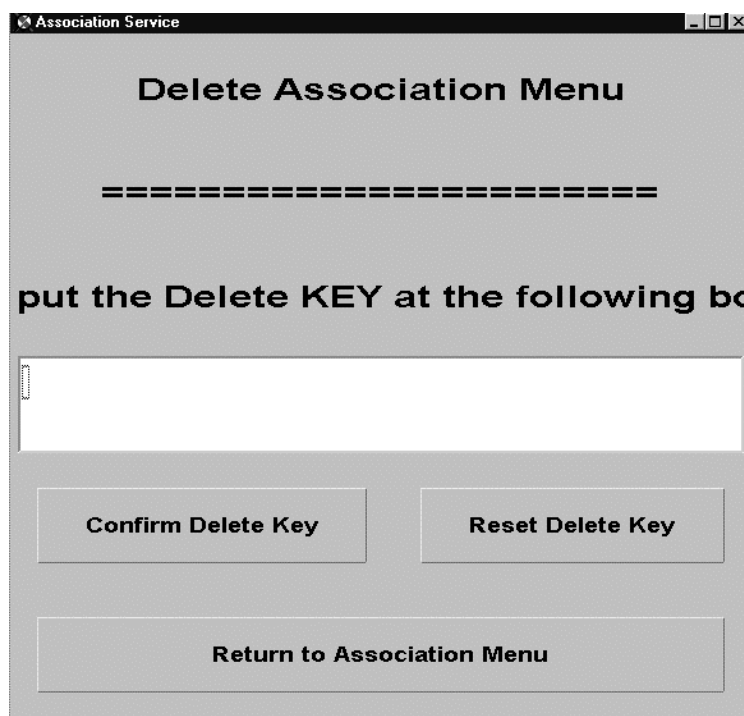 Association Service
Delete Association Menu
=======================
put the Delete KEY at the following bo
Confirm Delete Key
Reset Delete Key
Return to Association Menu